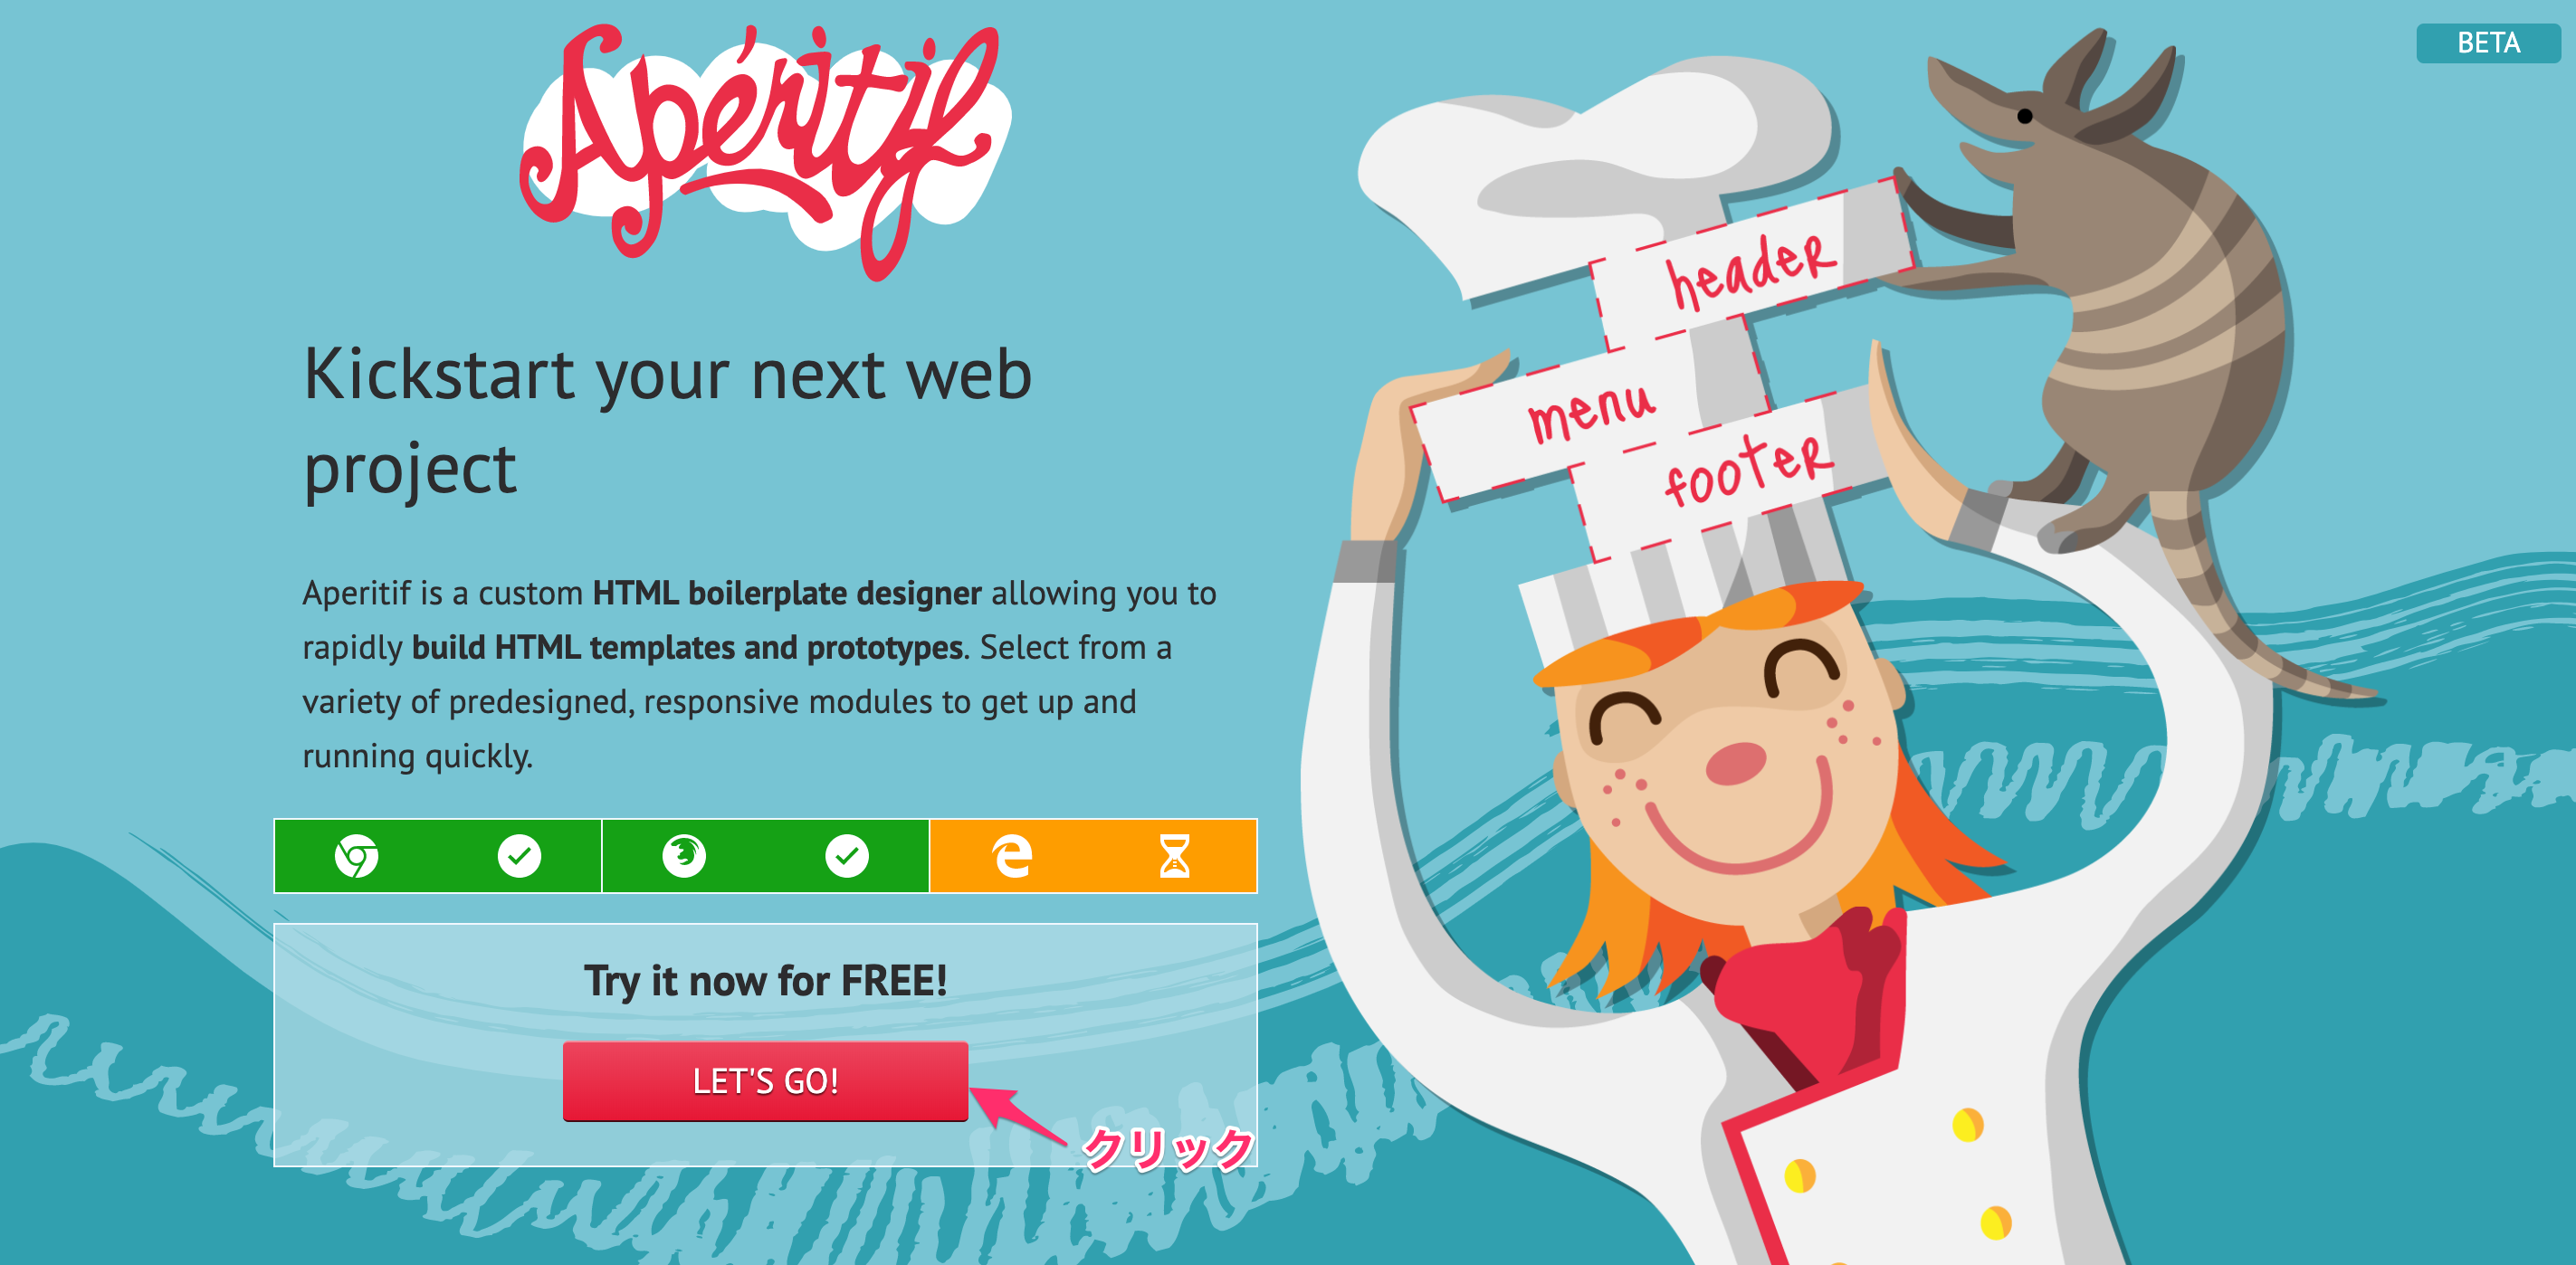 Apéritif
BETA
header
menu
footer
Kickstart your next web
project
Aperitif is a custom HTML boilerplate designer allowing you to
rapidly build HTML templates and prototypes. Select from a
variety of predesigned, responsive modules to get up and
running quickly.
Try it now for FREE!
LET'S GO!
クリック